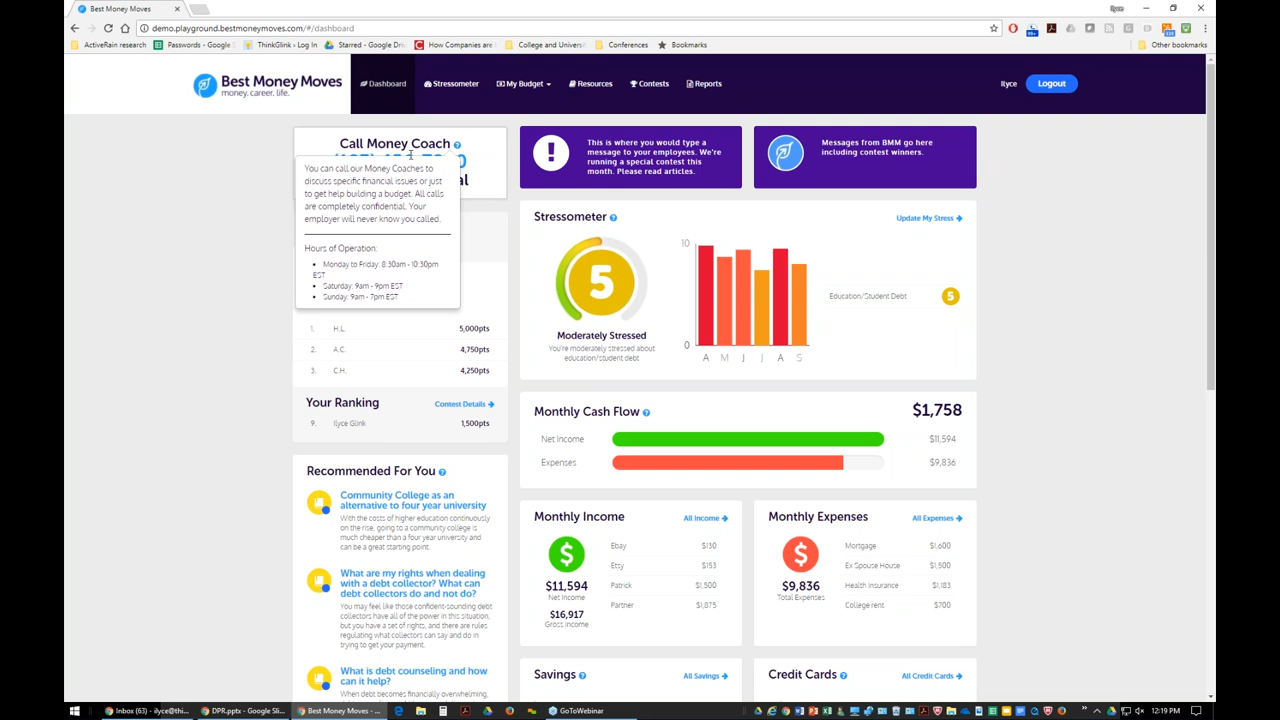 Best Money Moves
Ilyce
demo.playground.bestmoneymoves.com/#/dashboard
ActiveRain research
Passwords - Google S
ThinkGlink › Log In
Starred - Google Driv
How Companies are
College and Univers
Conferences
Bookmarks
Other bookmarks
Best Money Moves
money. career. life.
Dashboard
Stressometer
My Budget
Resources
Contests
Reports
Ilyce
Logout
Call Money Coach
You can call our Money Coaches to
discuss specific financial issues or just
to get help building a budget. All calls
are completely confidential. Your
employer will never know you called.
Hours of Operation:
• Monday to Friday: 8:30am - 10:30pm
EST
• Saturday: 9am - 9pm EST
• Sunday: 9am - 7pm EST
1. H.L. 5,000pts
2. A.C. 4,750pts
3. C.H. 4,250pts
Your Ranking Contest Details
9. Ilyce Glink 1,500pts
Recommended For You
Community College as an
alternative to four year university
With the costs of higher education continuously
on the rise, going to a community college is
much cheaper than a four year university and
can be a great starting point.
What are my rights when dealing
with a debt collector? What can
debt collectors do and not do?
You may feel like those confident-sounding debt
collectors have all of the power in this situation,
but you have a set of rights, and there are rules
regulating what collectors can say and do in
trying to get your payment.
What is debt counseling and how
can it help?
When debt becomes financially overwhelming,
This is where you would type a
message to your employees. We're
running a special contest this
month. Please read articles.
Messages from BMM go here
including contest winners.
Stressometer Update My Stress
5
Moderately Stressed
You're moderately stressed about
education/student debt
10
0
A M J J A S
Education/Student Debt 5
Monthly Cash Flow $1,758
Net Income $11,594
Expenses $9,836
Monthly Income All Income
$11,594
Net Income
$16,917
Gross Income
Ebay $130
Etsy $153
Patrick $1,500
Partner $1,875
Monthly Expenses All Expenses
$9,836
Total Expenses
Mortgage $1,600
Ex Spouse House $1,500
Health Insurance $1,183
College rent $700
Savings All Savings
Credit Cards All Credit Cards
Inbox (63) - ilyce@thi...
DPR.pptx - Google Sli...
Best Money Moves - ...
GoToWebinar
12:19 PM